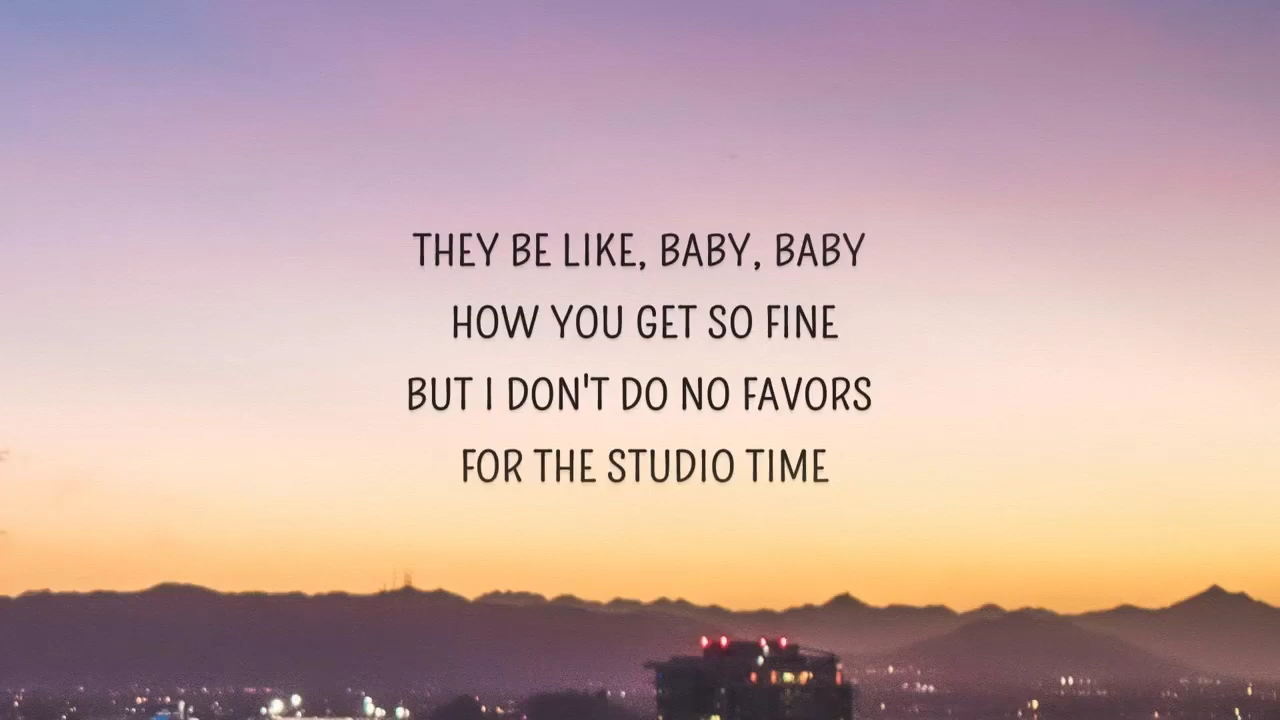 THEY BE LIKE, BABY, BABY
HOW YOU GET SO FINE
BUT I DON'T DO NO FAVORS
FOR THE STUDIO TIME